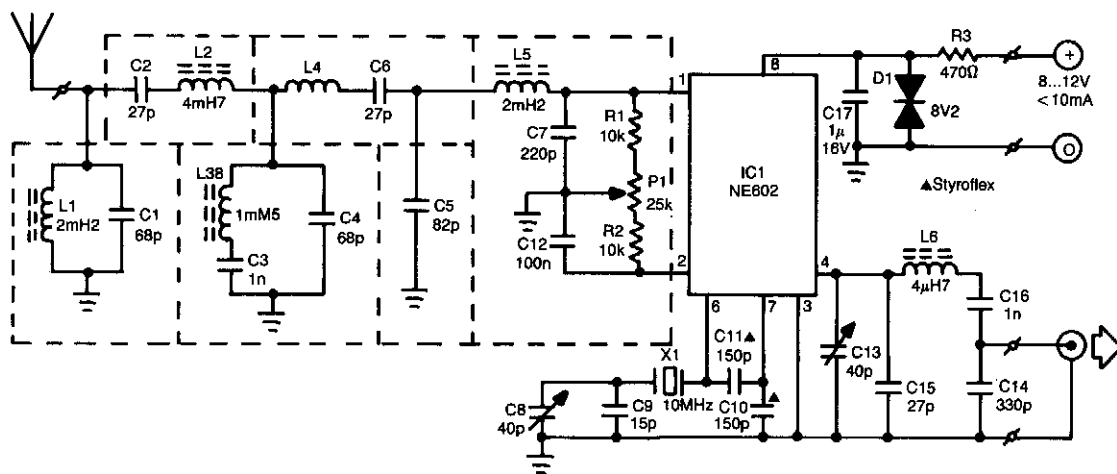 C2
27p
L2
4mH7
L4
C6
27p
L5
2mH2
L1
2mH2
C1
68p
L38
1mM5
C3
1n
C4
68p
C5
82p
C7
220p
C12
100n
R1
10k
P1
25k
R2
10k
1
2
8
IC1
NE602
6
7
3
4
C17
1µ
16V
D1
8V2
R3
470Ω
+
8...12V
<10mA
O
▲Styroflex
L6
4µH7
C16
1n
C13
40p
C15
27p
C14
330p
X1
10MHz
C11▲
150p
C10
▲
150p
C8
40p
C9
15p